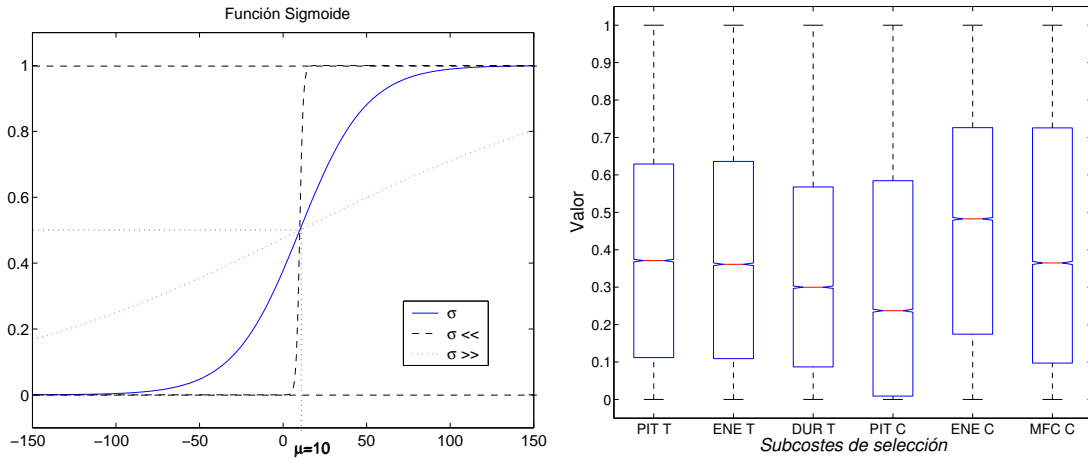 Función Sigmoide
1
0.8
0.6
0.4
0.2
0
−150
−100
−50
0
50
100
150
μ=10
σ
σ <<
σ >>
Valor
1
0.9
0.8
0.7
0.6
0.5
0.4
0.3
0.2
0.1
0
PIT T
ENE T
DUR T
PIT C
ENE C
MFC C
Subcostes de selección